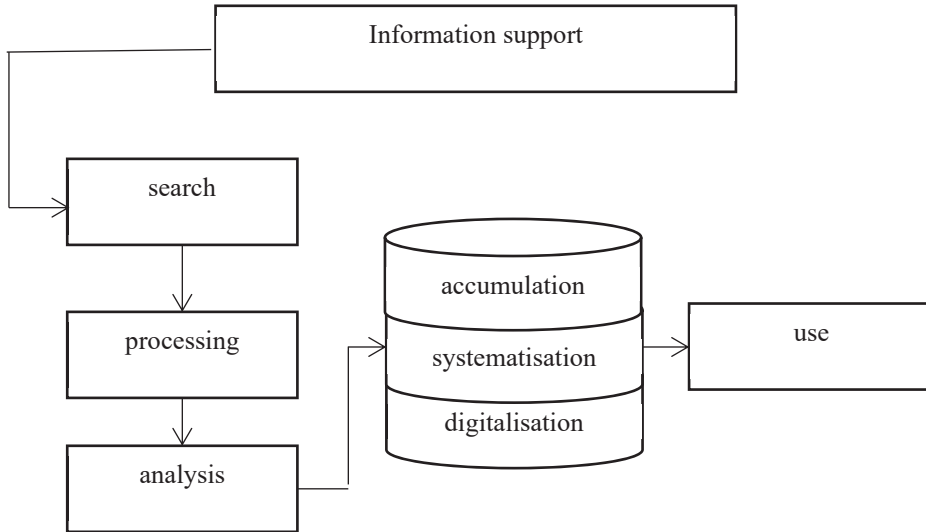 Information support
search
processing
analysis
accumulation
systematisation
digitalisation
use